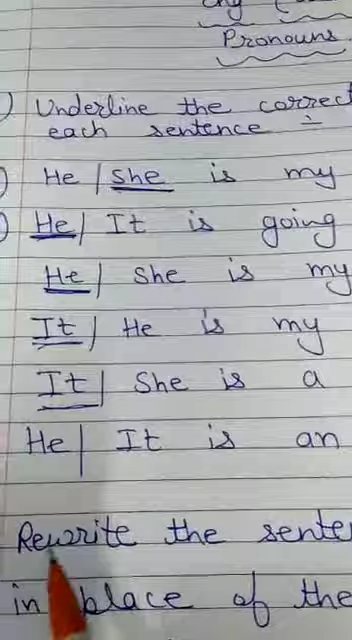 Pronouns
) Underline the correct
each sentence ÷
) He / she is my
) He / It is going
He / She is my
It / He is my
It / She is a
He / It is an
Rewrite the
in place of the